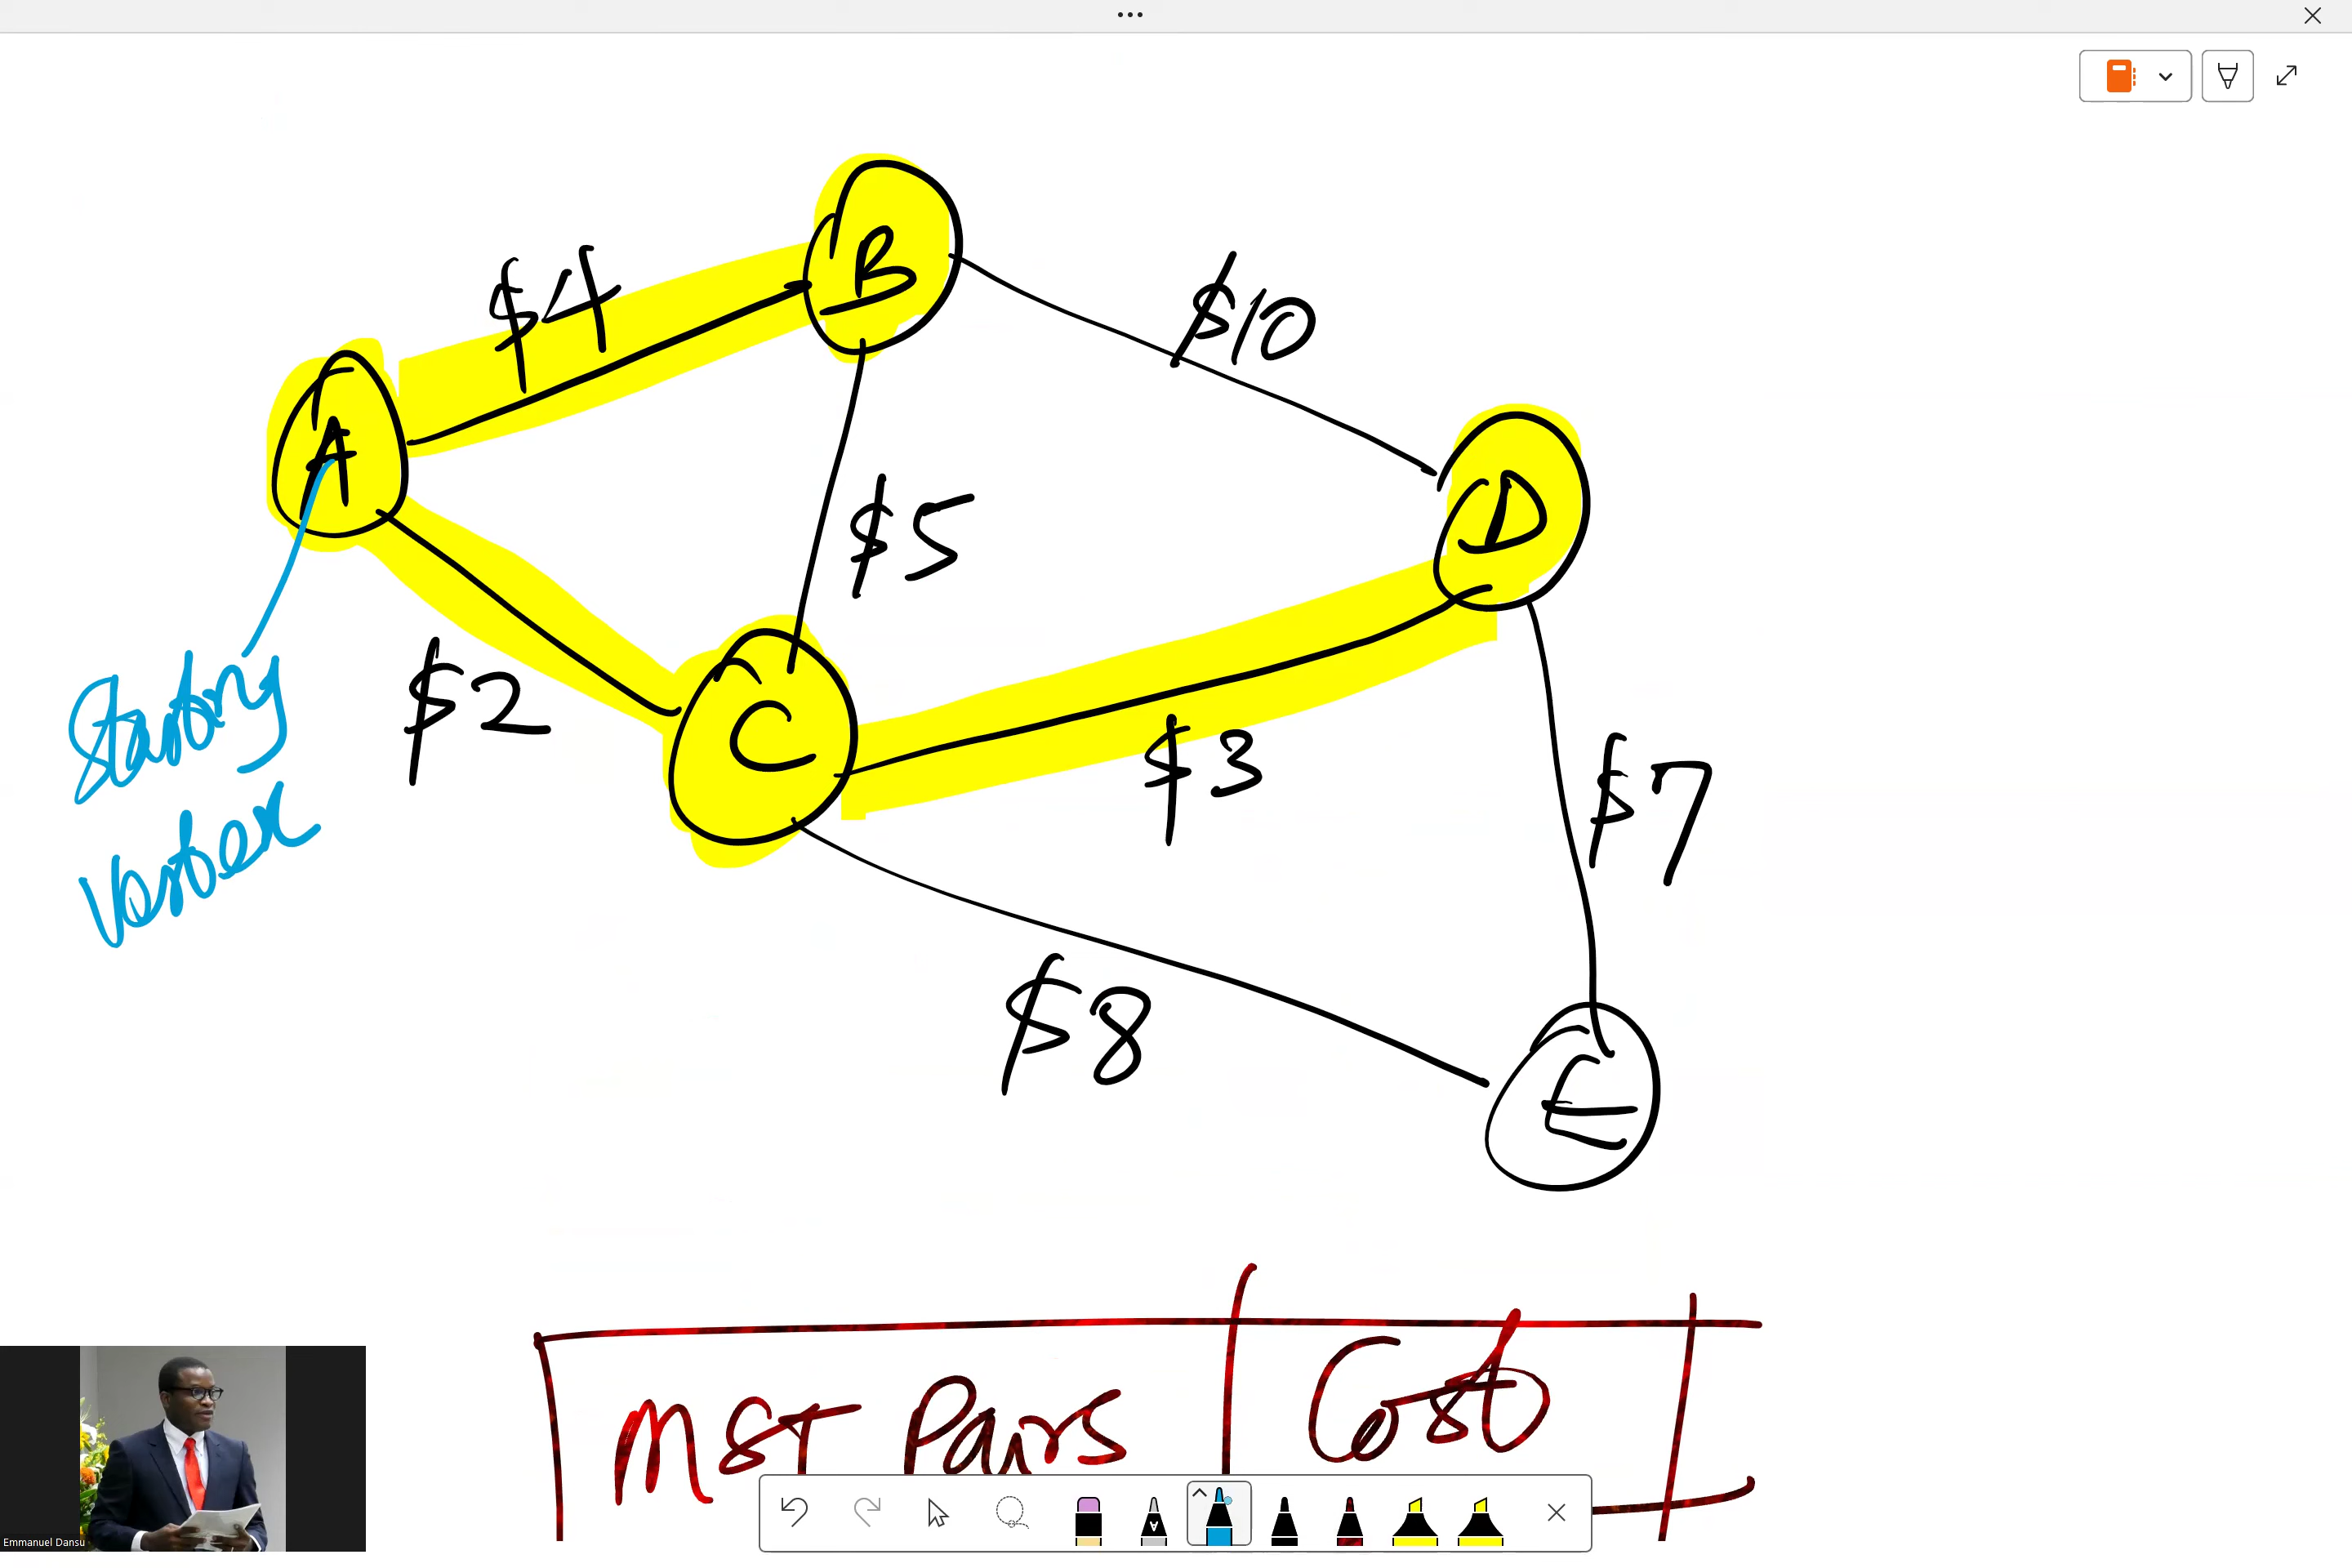 B
$4
$10
A
D
$5
$2
Starting
Vertex
C
$3
$7
$8
E
MST Pairs
Cost
Emmanuel Dansu